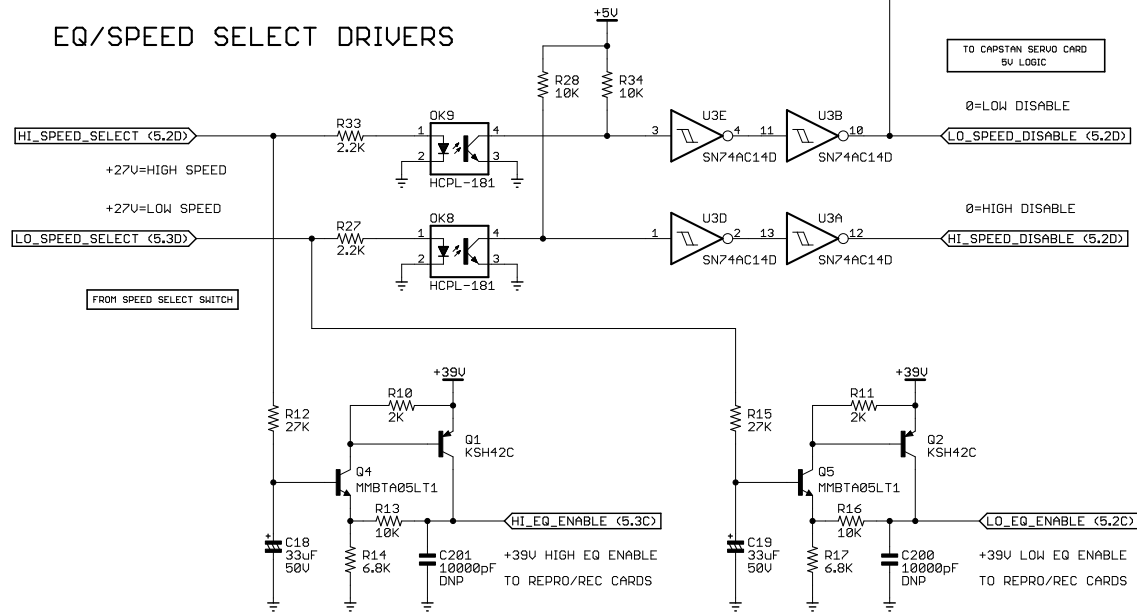 EQ/SPEED SELECT DRIVERS
+5V
TO CAPSTAN SERVO CARD
5V LOGIC
R28
10K
R34
10K
0=LOW DISABLE
HI_SPEED_SELECT (5.2D)
R33
2.2K
OK9
1
2
4
3
HCPL-181
3
U3E
4
SN74AC14D
11
U3B
10
SN74AC14D
LO_SPEED_DISABLE (5.2D)
+27V=HIGH SPEED
+27V=LOW SPEED
0=HIGH DISABLE
LO_SPEED_SELECT (5.3D)
R27
2.2K
OK8
1
2
4
3
HCPL-181
1
U3D
2
SN74AC14D
13
U3A
12
SN74AC14D
HI_SPEED_DISABLE (5.2D)
FROM SPEED SELECT SWITCH
+39V
R10
2K
R12
27K
Q1
KSH42C
Q4
MMBTA05LT1
R13
10K
HI_EQ_ENABLE (5.3C)
+
C18
33uF
50V
R14
6.8K
C201
10000pF
DNP
+39V HIGH EQ ENABLE
TO REPRO/REC CARDS
+39V
R11
2K
R15
27K
Q2
KSH42C
Q5
MMBTA05LT1
R16
10K
LO_EQ_ENABLE (5.2C)
+
C19
33uF
50V
R17
6.8K
C200
10000pF
DNP
+39V LOW EQ ENABLE
TO REPRO/REC CARDS